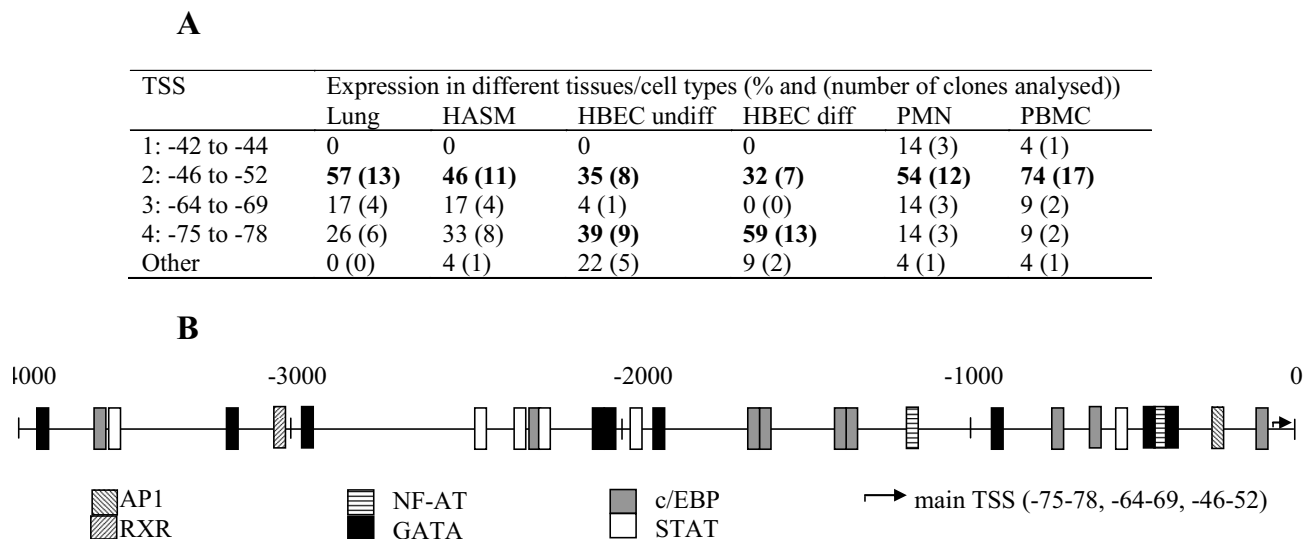 A
TSS Expression in different tissues/cell types (% and (number of clones analysed))
Lung HASM HBEC undiff HBEC diff PMN PBMC
1: -42 to -44 0 0 0 0 14 (3) 4 (1)
2: -46 to -52 57 (13) 46 (11) 35 (8) 32 (7) 54 (12) 74 (17)
3: -64 to -69 17 (4) 17 (4) 4 (1) 0 (0) 14 (3) 9 (2)
4: -75 to -78 26 (6) 33 (8) 39 (9) 59 (13) 14 (3) 9 (2)
Other 0 (0) 4 (1) 22 (5) 9 (2) 4 (1) 4 (1)
B
-3000 -2000 -1000 0
AP1 NF-AT c/EBP main TSS (-75-78, -64-69, -46-52)
RXR GATA STAT